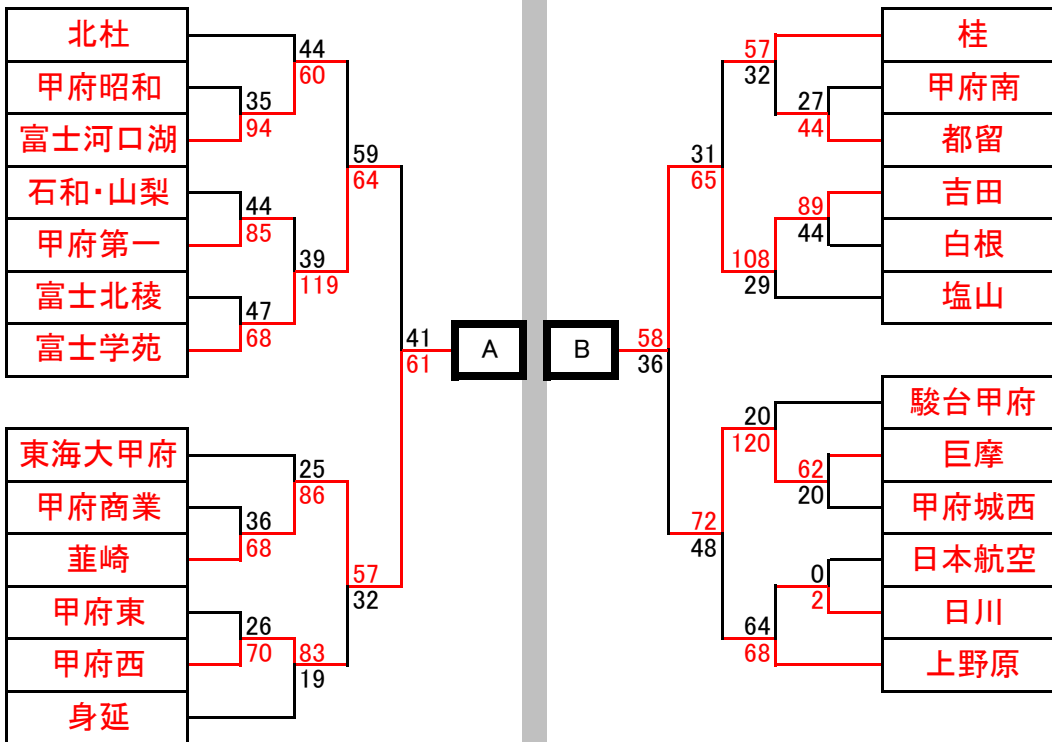 北杜
甲府昭和
富士河口湖
石和・山梨
甲府第一
富士北稜
富士学苑
東海大甲府
甲府商業
韮崎
甲府東
甲府西
身延
44
60
35
94
44
85
47
68
39
119
59
64
25
86
36
68
26
70
83
19
57
32
41
61
A
B
58
36
31
65
72
48
57
32
27
44
89
44
108
29
20
120
62
20
0
2
64
68
桂
甲府南
都留
吉田
白根
塩山
駿台甲府
巨摩
甲府城西
日本航空
日川
上野原